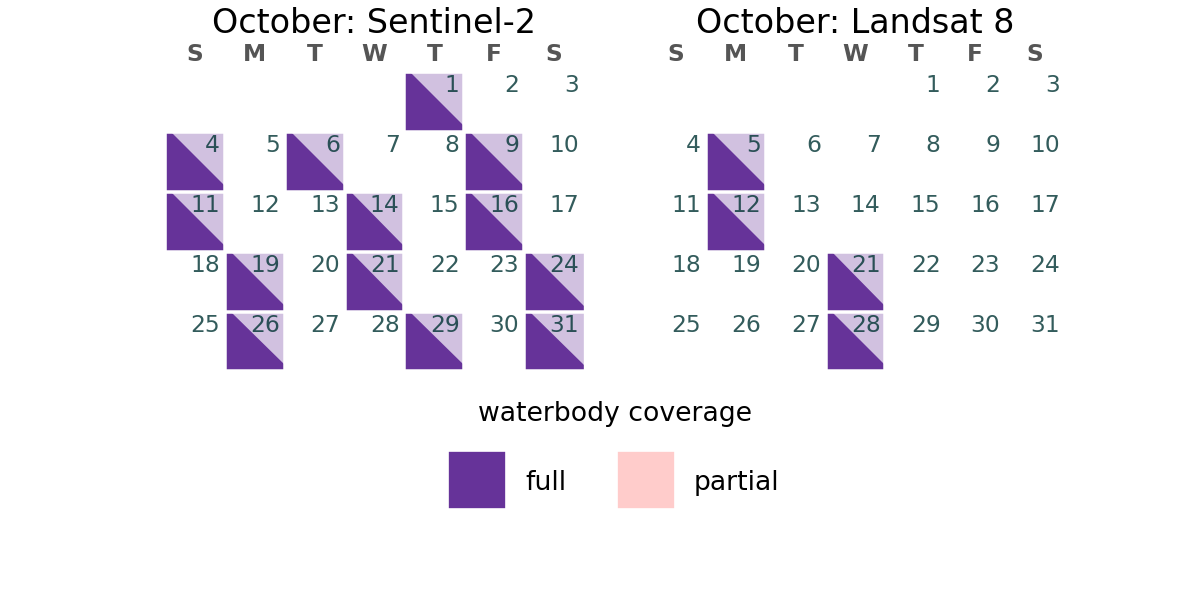 October: Sentinel-2
S M T W T F S
1 2 3
4 5 6 7 8 9 10
11 12 13 14 15 16 17
18 19 20 21 22 23 24
25 26 27 28 29 30 31
October: Landsat 8
S M T W T F S
1 2 3
4 5 6 7 8 9 10
11 12 13 14 15 16 17
18 19 20 21 22 23 24
25 26 27 28 29 30 31
waterbody coverage
full partial